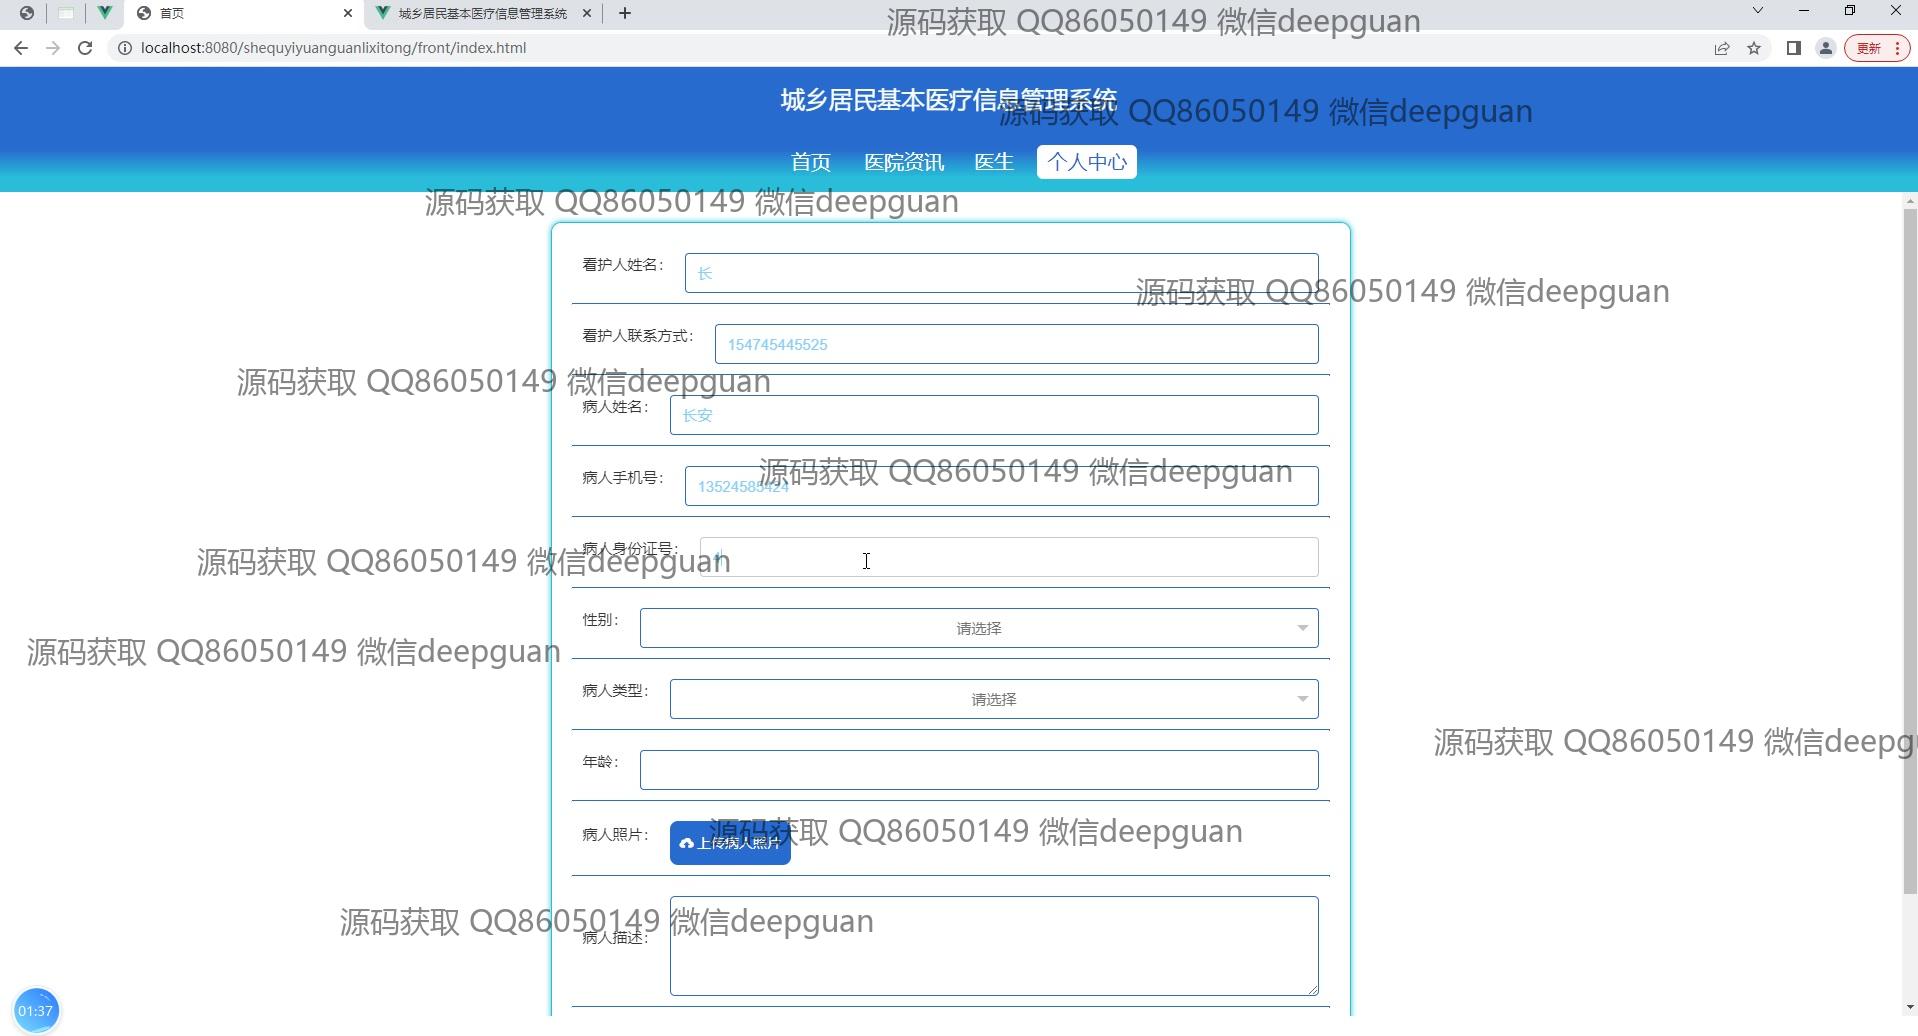 首页
城乡居民基本医疗信息管理系统
源码获取 QQ86050149 微信deepguan
localhost:8080/shequyiyuanguanlixitong/front/index.html
更新
城乡居民基本医疗信息管理系统
源码获取 QQ86050149 微信deepguan
首页 医院资讯 医生 个人中心
源码获取 QQ86050149 微信deepguan
看护人姓名： 长
源码获取 QQ86050149 微信deepguan
看护人联系方式： 154745445525
源码获取 QQ86050149 微信deepguan
病人姓名： 长安
源码获取 QQ86050149 微信deepguan
病人手机号： 13524585424
病人身份证号：
源码获取 QQ86050149 微信deepguan
性别： 请选择
源码获取 QQ86050149 微信deepguan
病人类型： 请选择
源码获取 QQ86050149 微信deepg
年龄：
病人照片： 上传病人照片
源码获取 QQ86050149 微信deepguan
源码获取 QQ86050149 微信deepguan
病人描述：
01:37